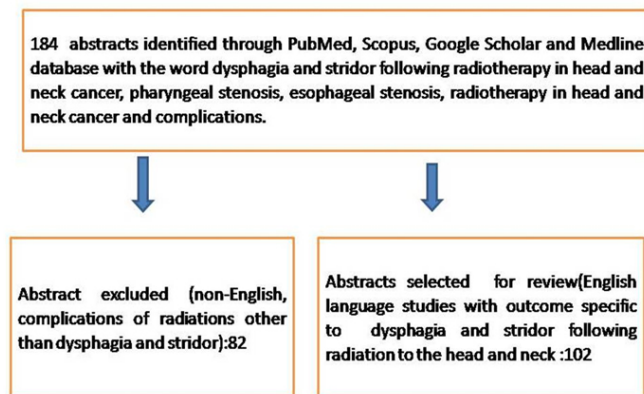 184 abstracts identified through PubMed, Scopus, Google Scholar and Medline
database with the word dysphagia and stridor following radiotherapy in head and
neck cancer, pharyngeal stenosis, esophageal stenosis, radiotherapy in head and
neck cancer and complications.
Abstract excluded (non-English,
complications of radiations other
than dysphagia and stridor):82
Abstracts selected for review(English
language studies with outcome specific
to dysphagia and stridor following
radiation to the head and neck :102